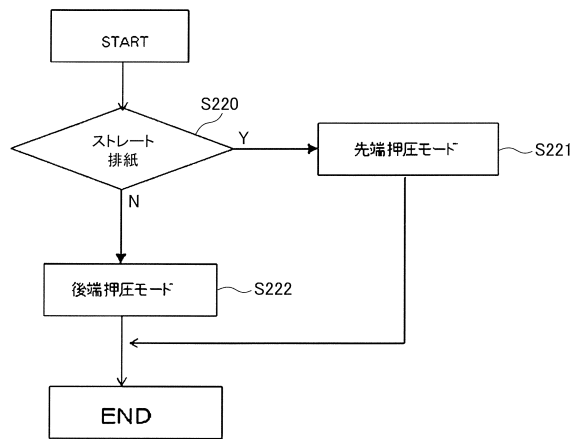 START
S220
ストレート
排紙
Y
先端押圧モード
S221
N
後端押圧モード
S222
END